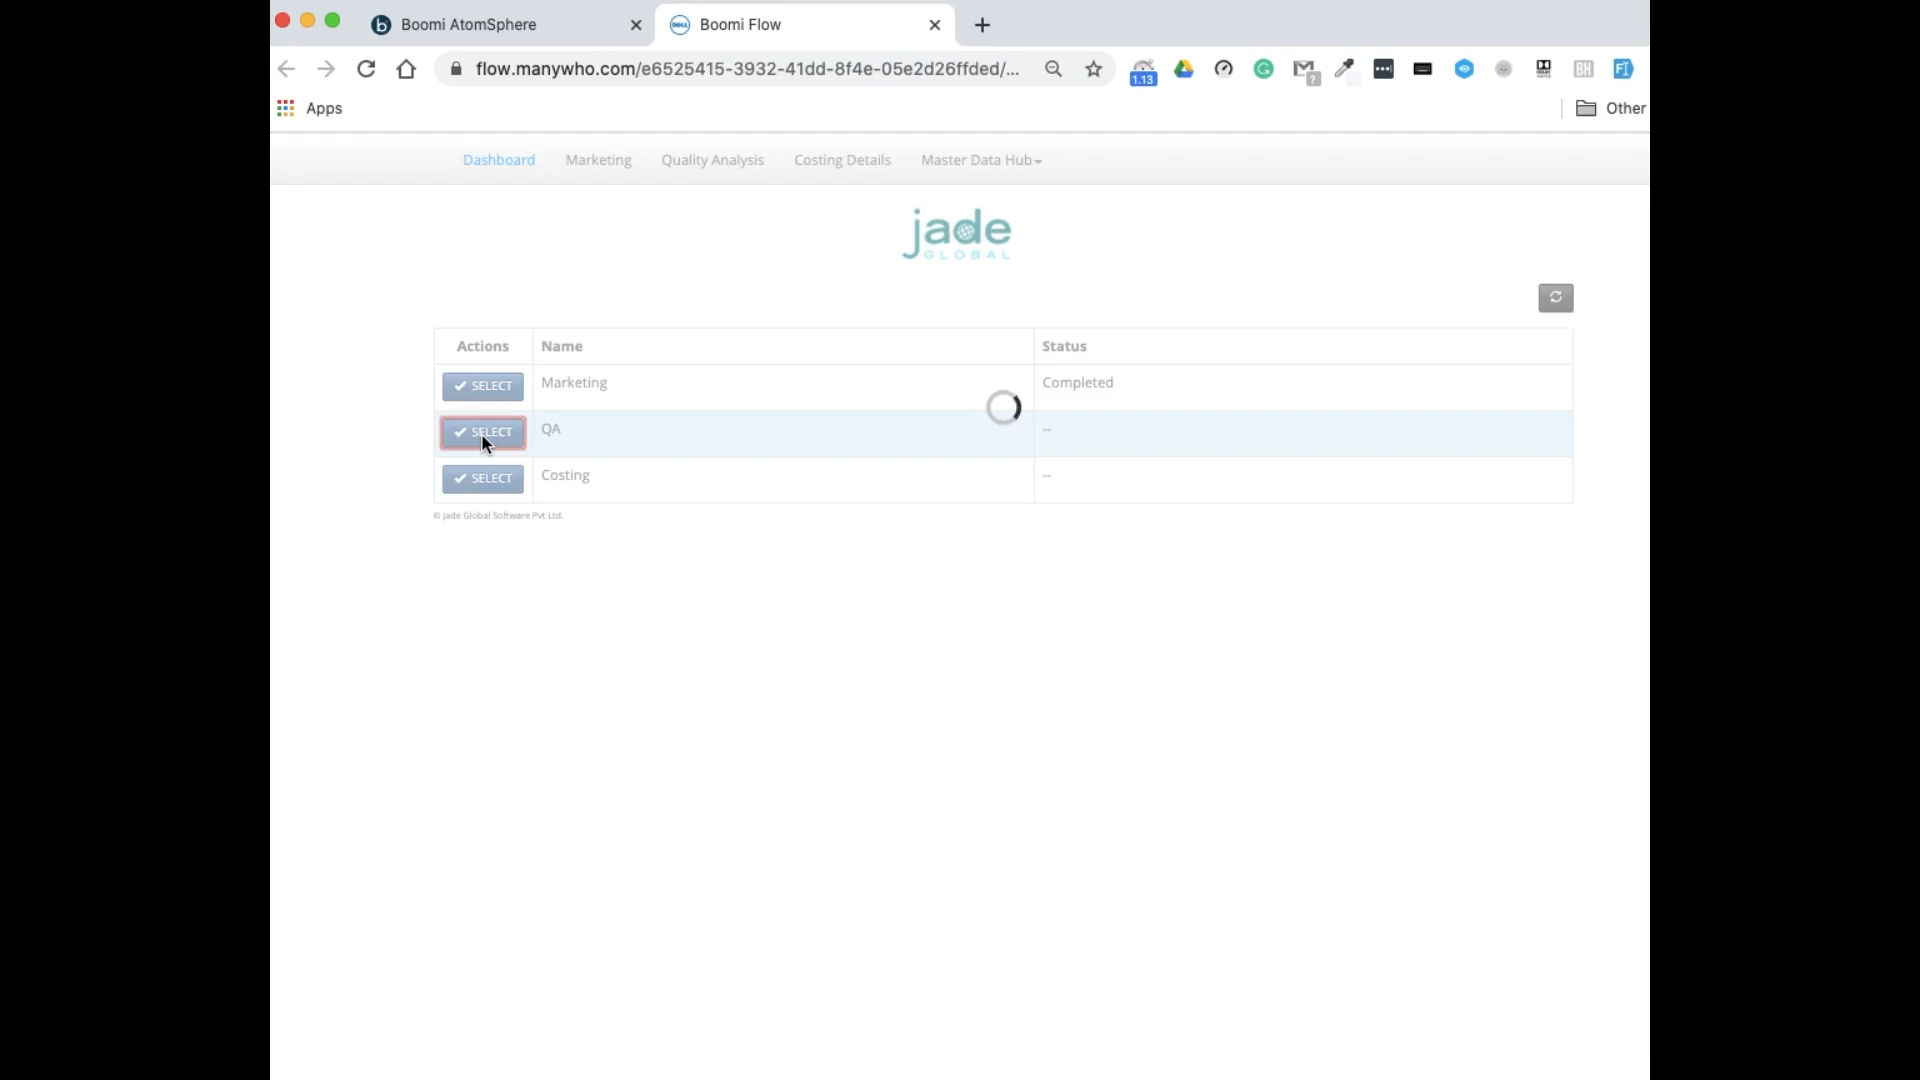 Boomi AtomSphere
Boomi Flow
flow.manywho.com/e6525415-3932-41dd-8f4e-05e2d26ffded/...
1.13
Apps
Other
Dashboard Marketing Quality Analysis Costing Details Master Data Hub
jade
GLOBAL
Actions Name Status
SELECT Marketing Completed
SELECT QA --
SELECT Costing --
© Jade Global Software Pvt Ltd.